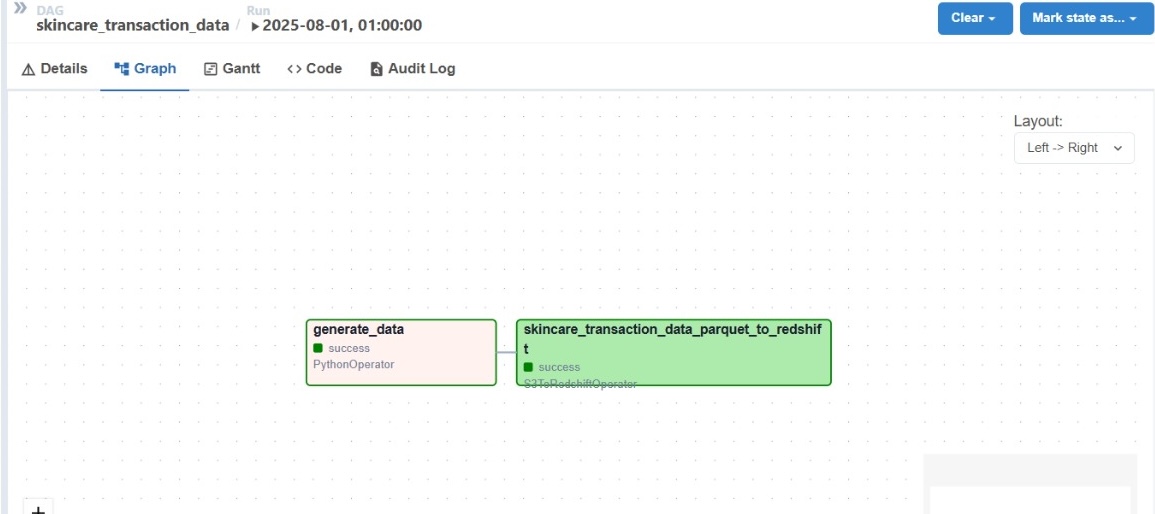 DAG
skincare_transaction_data /
Run
2025-08-01, 01:00:00
Clear
Mark state as...
Details
Graph
Gantt
<> Code
Audit Log
Layout:
Left -> Right
generate_data
success
PythonOperator
skincare_transaction_data_parquet_to_redshif
t
success
S3ToRedshiftOperator
+